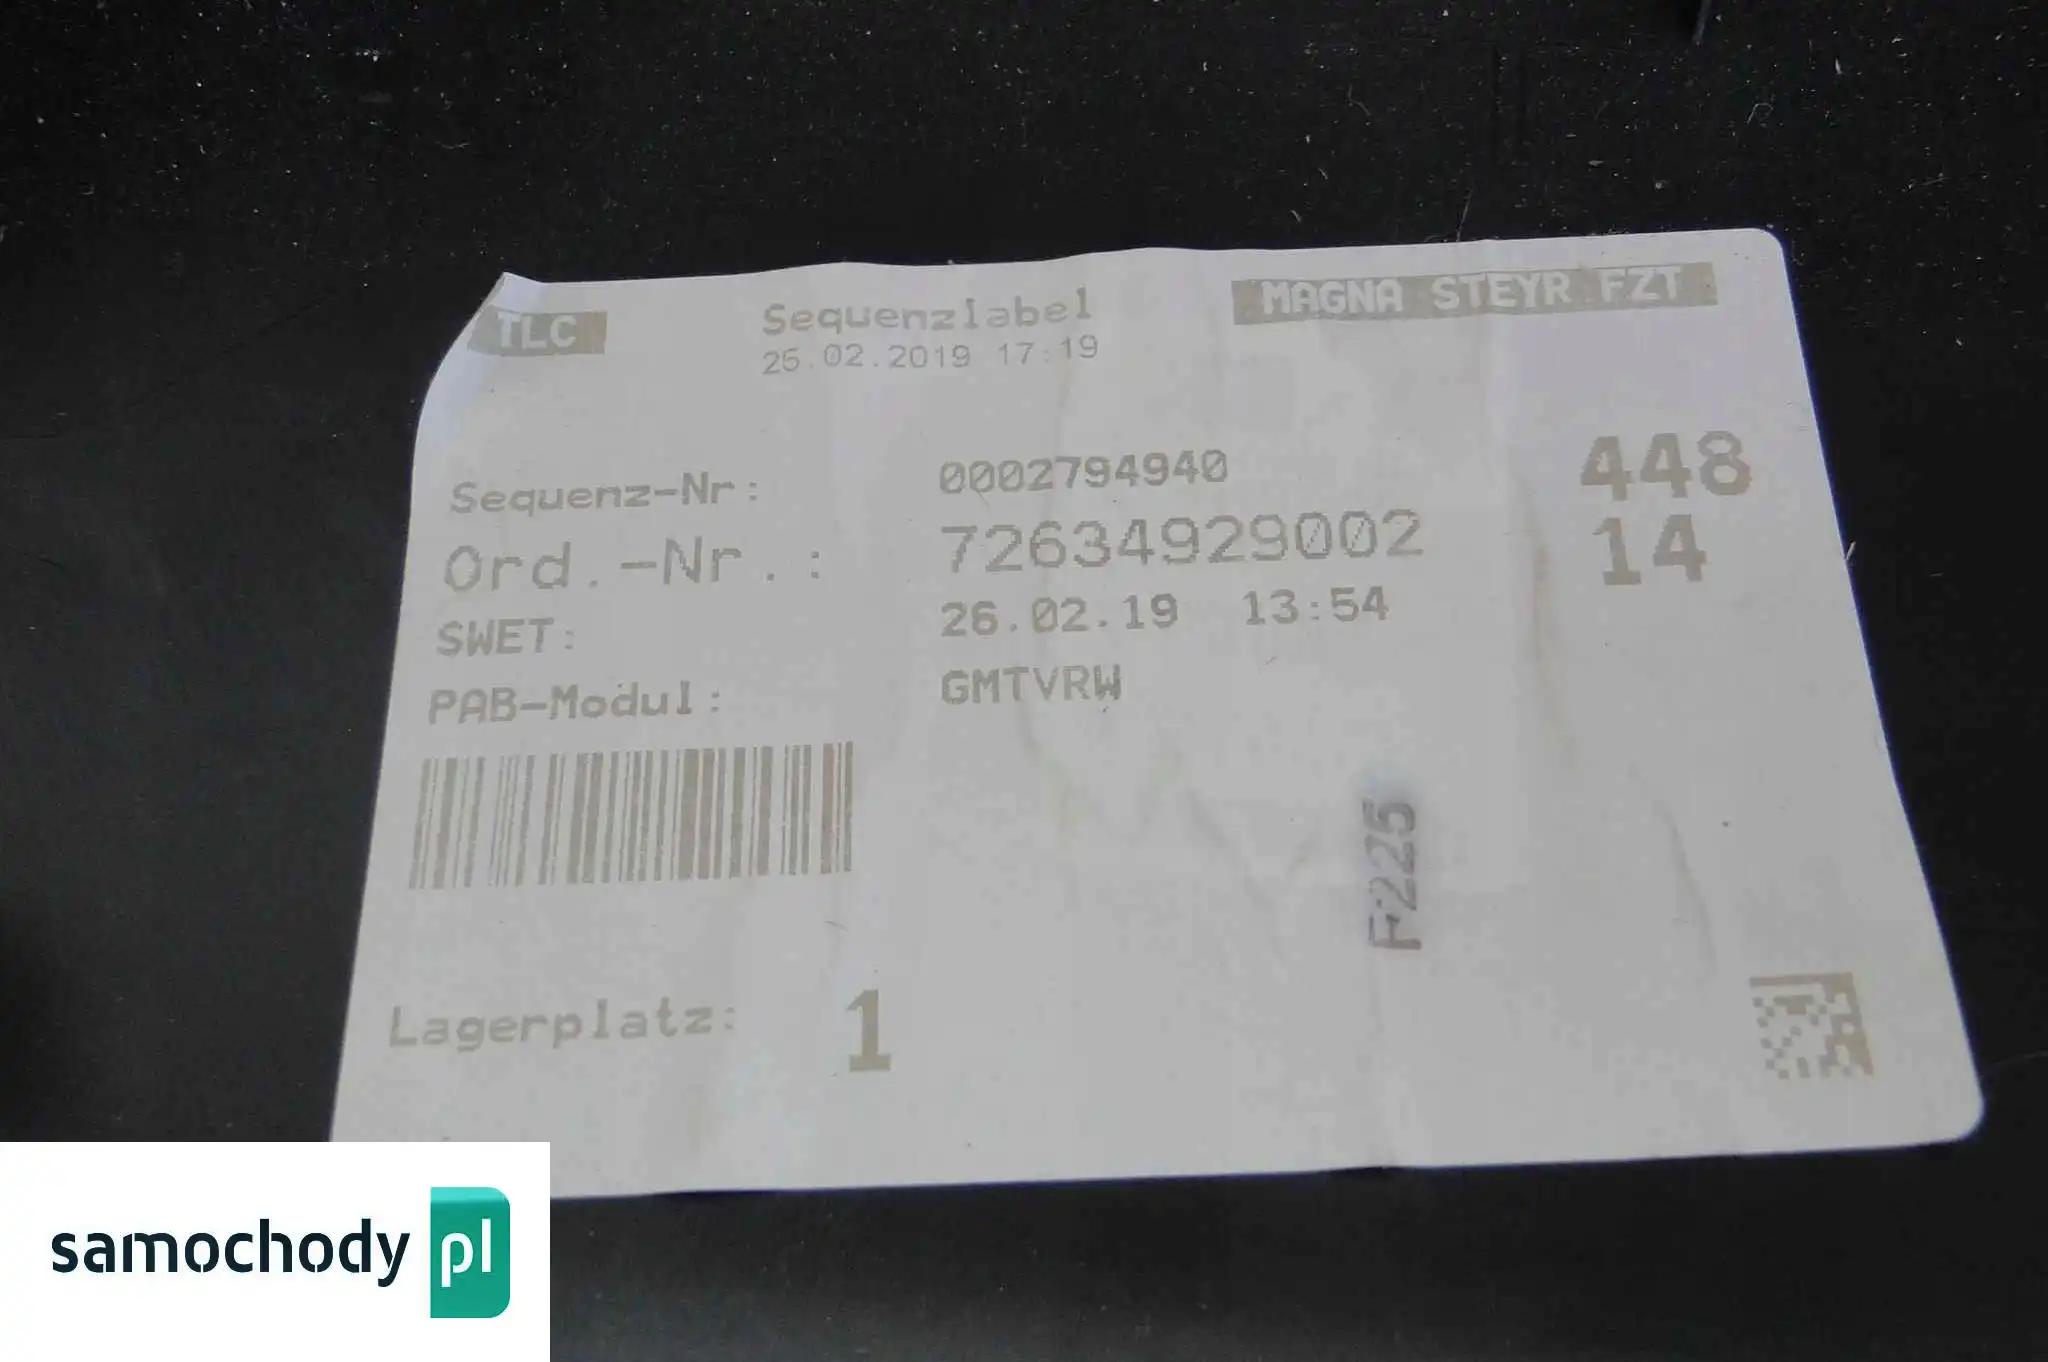 TLC
Sequenzlabel
MAGNA STEYR FZT
25.02.2019 17:19
Sequenz-Nr: 0002794940
448
Ord.-Nr.: 72634929002
14
SWET: 26.02.19 13:54
PAB-Modul: GMTVRW
F225
Lagerplatz: 1
samochody pl